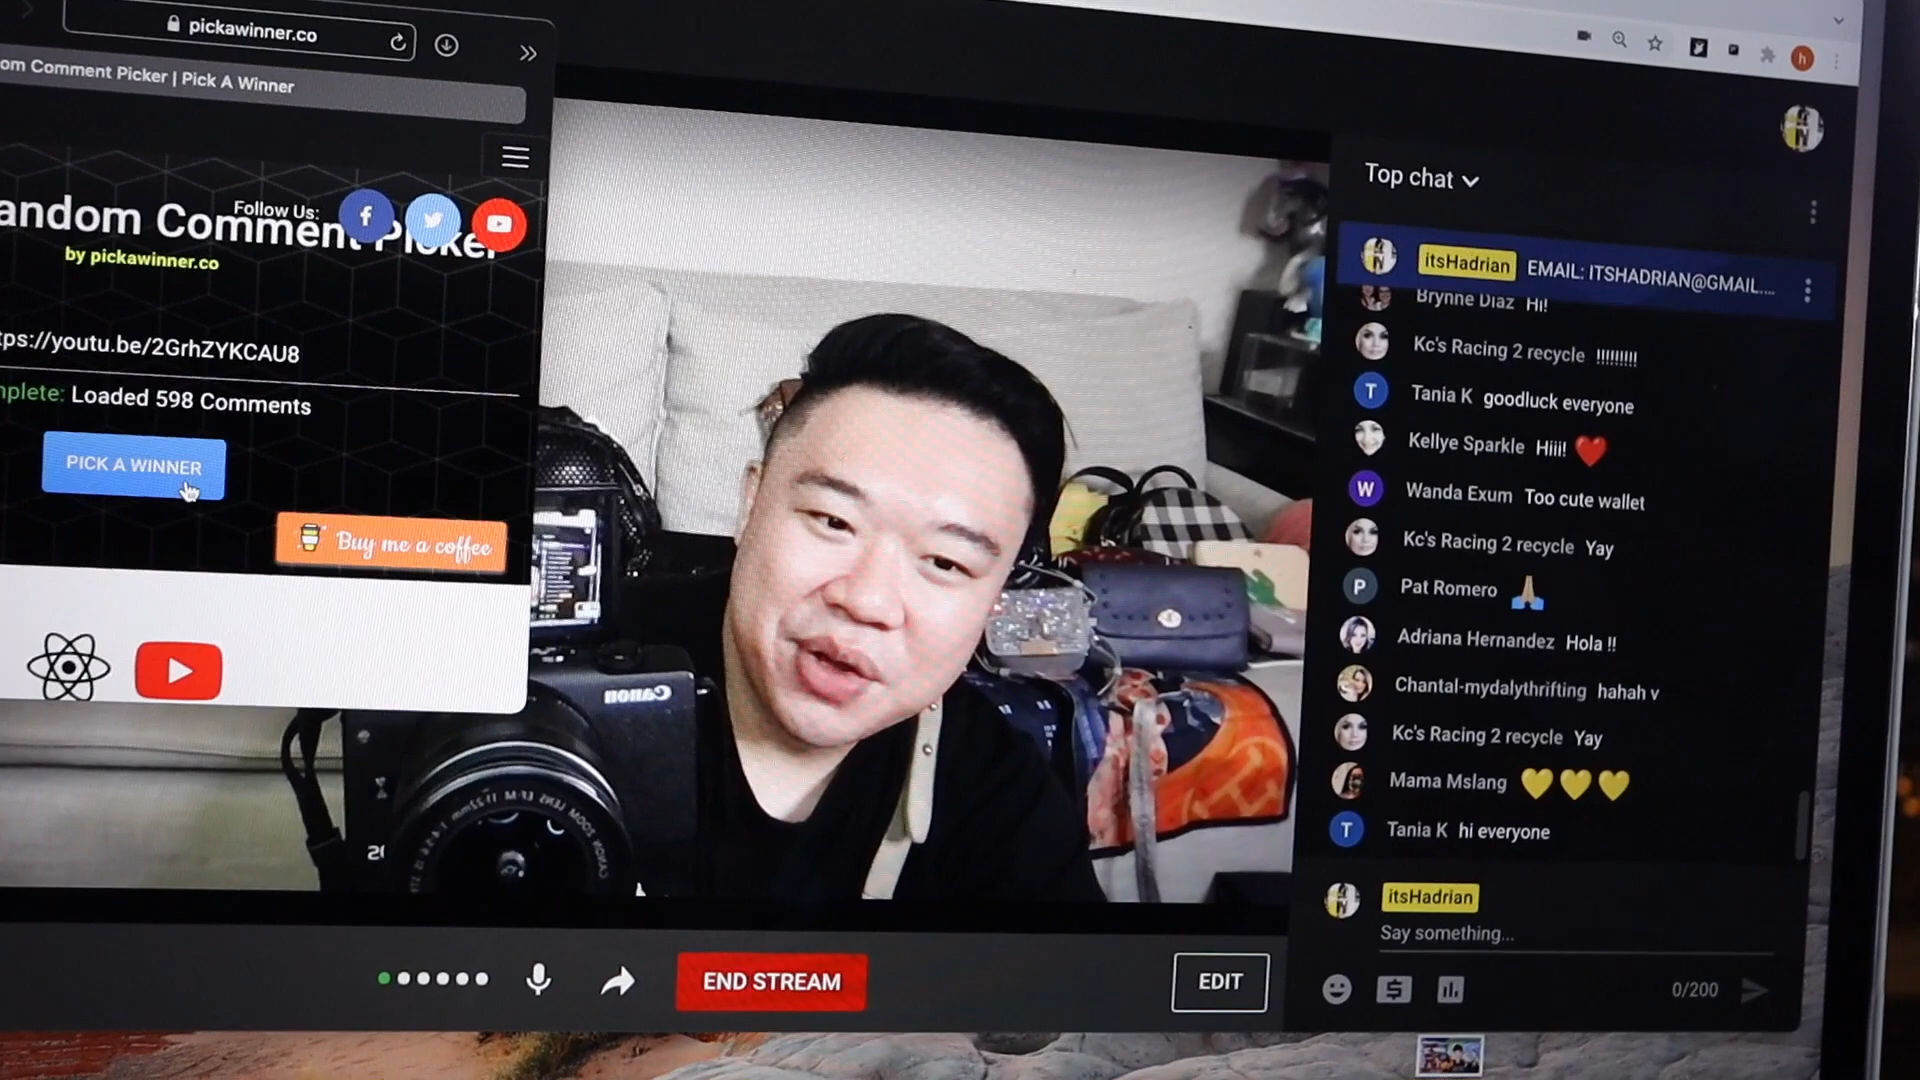 pickawinner.co
om Comment Picker | Pick A Winner
Follow Us:
andom Comment Picker
by pickawinner.co
tps://youtu.be/2GrhZYKCAU8
nplete: Loaded 598 Comments
PICK A WINNER
Buy me a coffee
Canon
Top chat
itsHadrian EMAIL: ITSHADRIAN@GMAIL....
Brynne Diaz Hi!
Kc's Racing 2 recycle !!!!!!!!!
T Tania K goodluck everyone
Kellye Sparkle Hiii! ❤️
W Wanda Exum Too cute wallet
Kc's Racing 2 recycle Yay
P Pat Romero 🙏
Adriana Hernandez Hola !!
Chantal-mydalythrifting hahah v
Kc's Racing 2 recycle Yay
Mama Mslang 💛💛💛
T Tania K hi everyone
itsHadrian
Say something...
0/200
END STREAM
EDIT
h